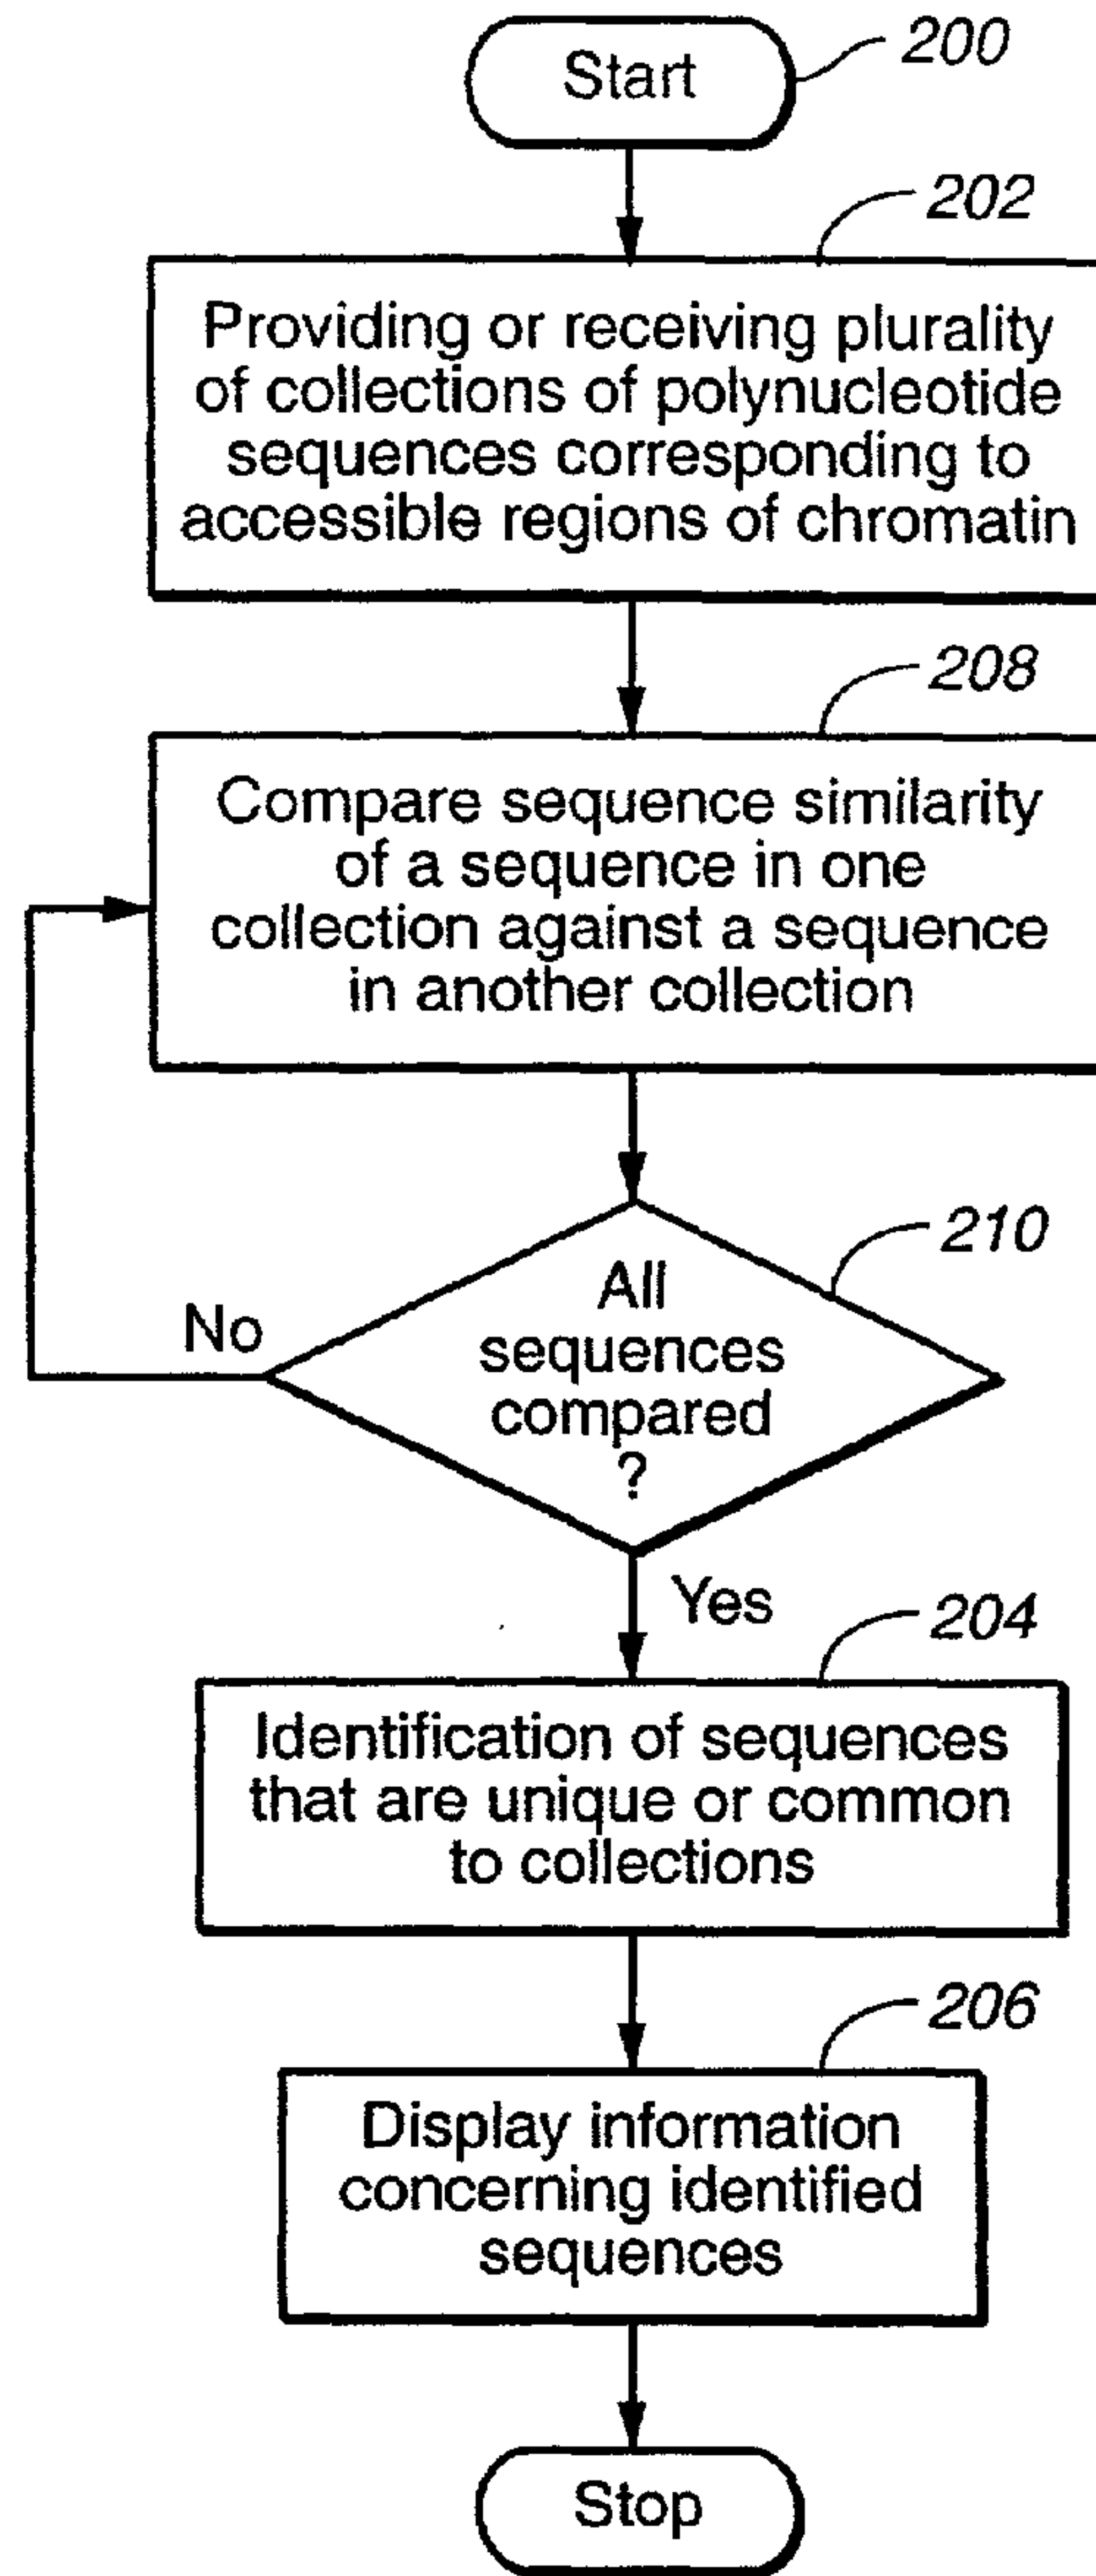 Start
200
202
Providing or receiving plurality
of collections of polynucleotide
sequences corresponding to
accessible regions of chromatin
208
Compare sequence similarity
of a sequence in one
collection against a sequence
in another collection
210
All
sequences
compared
?
No
Yes
204
Identification of sequences
that are unique or common
to collections
206
Display information
concerning identified
sequences
Stop